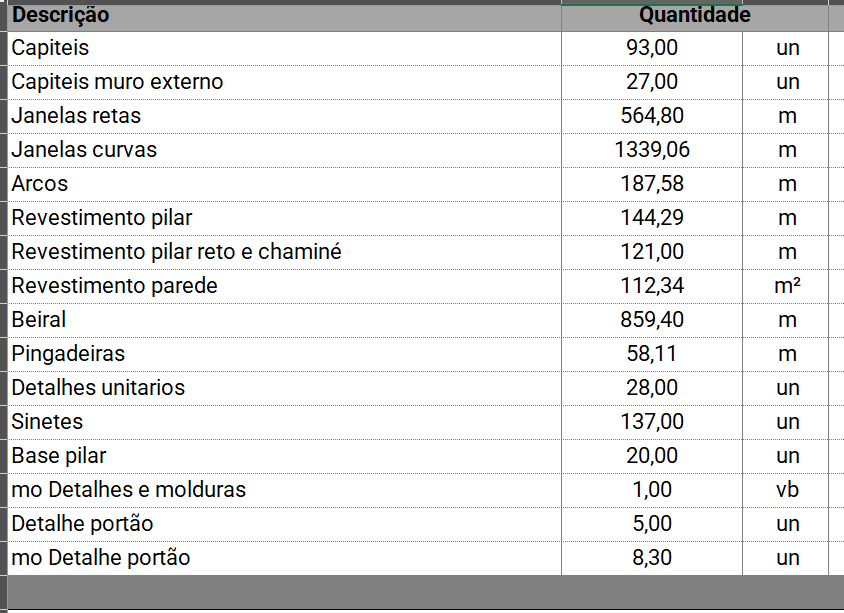 Descrição Quantidade
Capiteis 93,00 un
Capiteis muro externo 27,00 un
Janelas retas 564,80 m
Janelas curvas 1339,06 m
Arcos 187,58 m
Revestimento pilar 144,29 m
Revestimento pilar reto e chaminé 121,00 m
Revestimento parede 112,34 m²
Beiral 859,40 m
Pingadeiras 58,11 m
Detalhes unitarios 28,00 un
Sinetes 137,00 un
Base pilar 20,00 un
mo Detalhes e molduras 1,00 vb
Detalhe portão 5,00 un
mo Detalhe portão 8,30 un